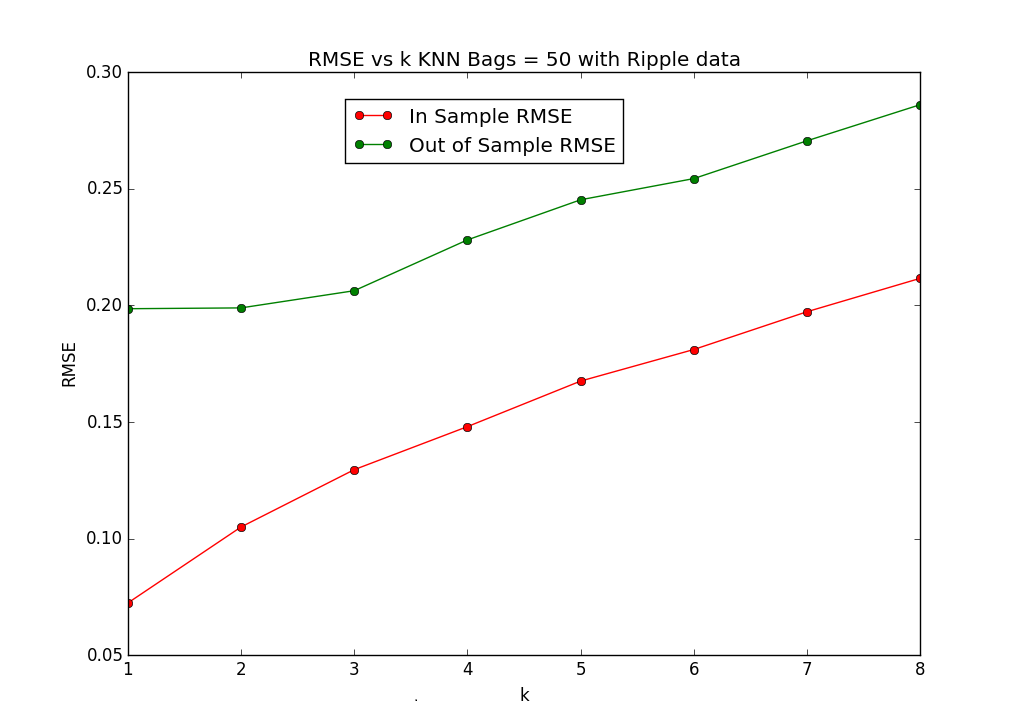 RMSE vs k KNN Bags = 50 with Ripple data
0.30
In Sample RMSE
Out of Sample RMSE
0.25
0.20
RMSE
0.15
0.10
0.05
1 2 3 4 5 6 7 8
k